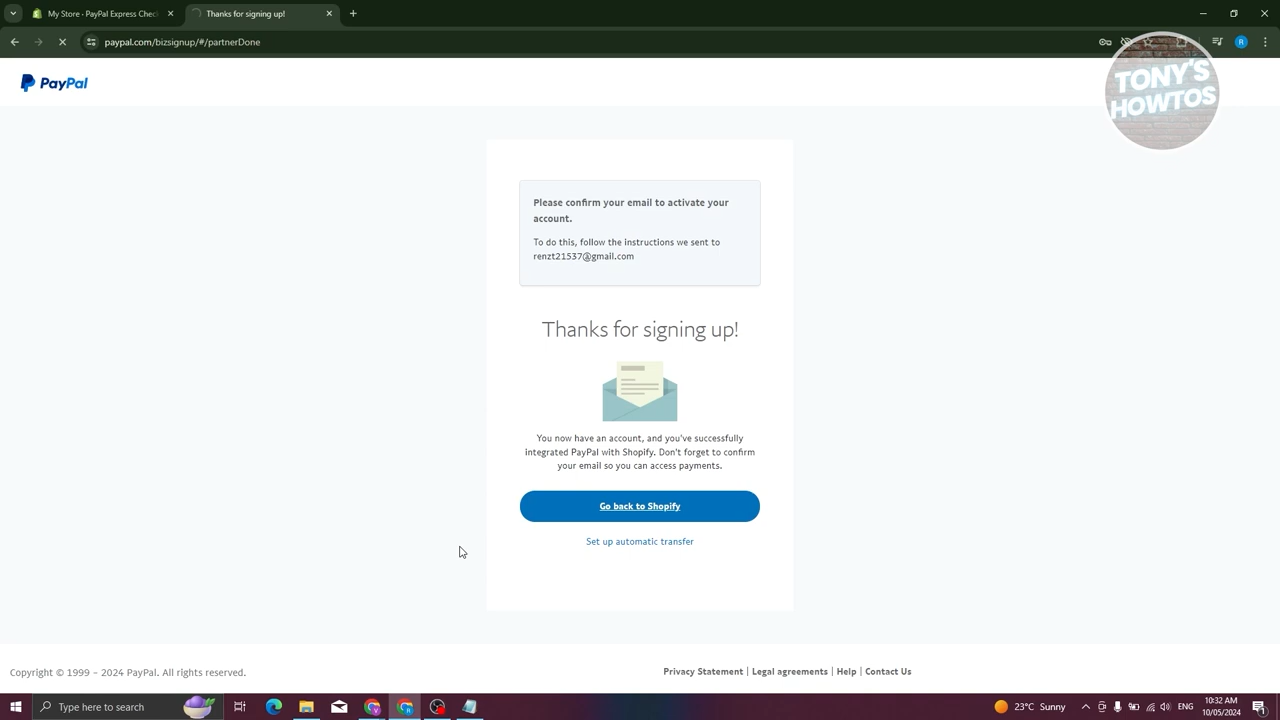 My Store · PayPal Express Chec
Thanks for signing up!
paypal.com/bizsignup/#/partnerDone
PayPal
TONY'S
HOWTOS
Please confirm your email to activate your
account.
To do this, follow the instructions we sent to
renzt21537@gmail.com
Thanks for signing up!
You now have an account, and you've successfully
integrated PayPal with Shopify. Don't forget to confirm
your email so you can access payments.
Go back to Shopify
Set up automatic transfer
Copyright © 1999 – 2024 PayPal. All rights reserved.
Privacy Statement | Legal agreements | Help | Contact Us
Type here to search
23°C Sunny
ENG
10:32 AM
10/05/2024
R